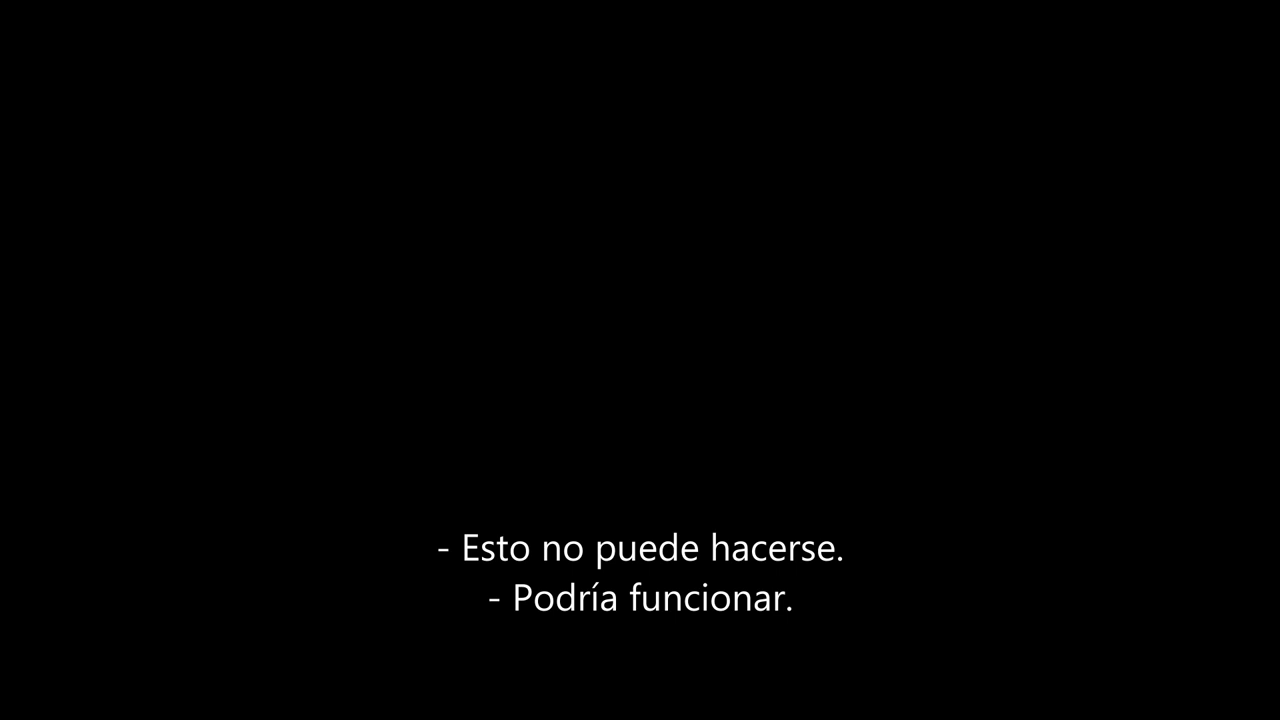 - Esto no puede hacerse.
- Podría funcionar.